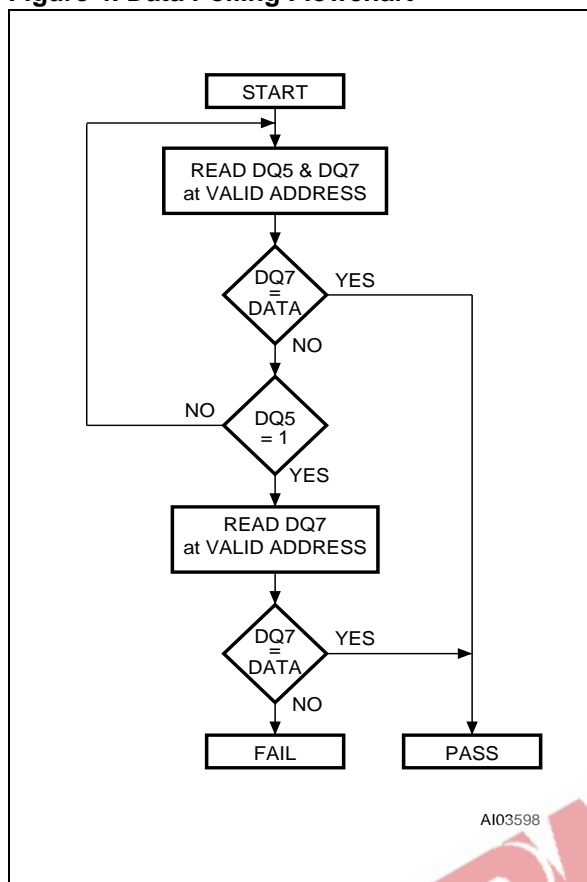 Figure 4. Data Polling Flowchart
START
READ DQ5 & DQ7
at VALID ADDRESS
DQ7
=
DATA
YES
NO
DQ5
= 1
NO
YES
READ DQ7
at VALID ADDRESS
DQ7
=
DATA
YES
NO
FAIL
PASS
AI03598